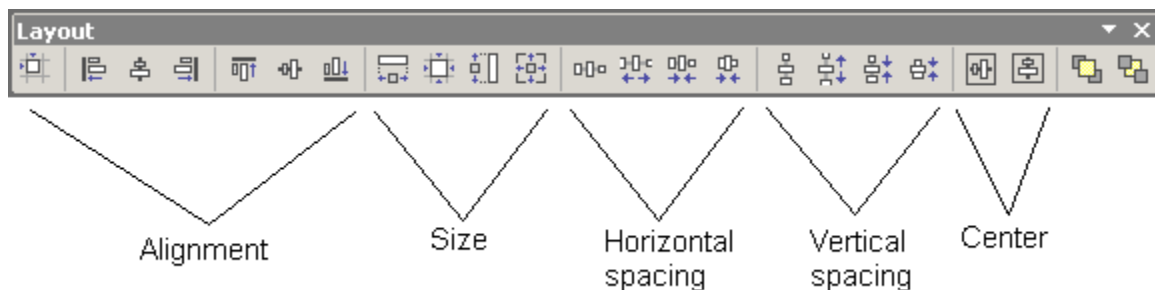 Layout
Alignment
Size
Horizontal
spacing
Vertical
spacing
Center